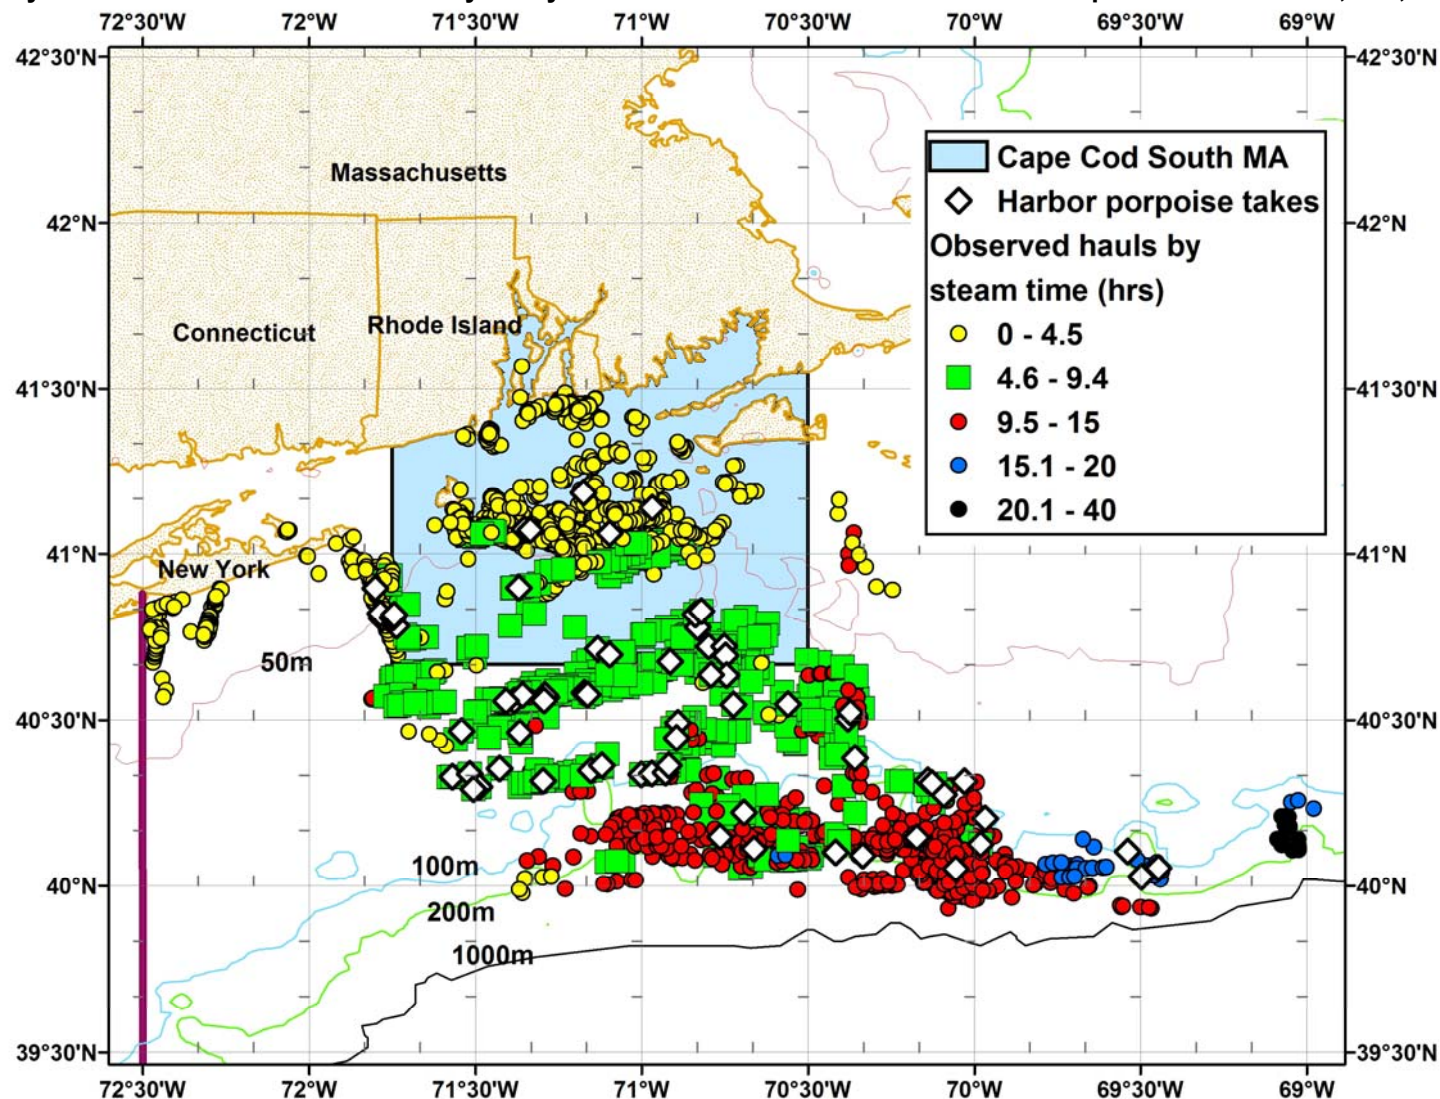 72°30'W 72°W 71°30'W 71°W 70°30'W 70°W 69°30'W 69°W
42°30'N 42°30'N
Cape Cod South MA
Massachusetts
Harbor porpoise takes
42°N 42°N
Observed hauls by
steam time (hrs)
Connecticut Rhode Island
0 - 4.5
4.6 - 9.4
41°30'N 41°30'N
9.5 - 15
15.1 - 20
20.1 - 40
41°N 41°N
New York
50m
40°30'N 40°30'N
100m
40°N 40°N
200m
1000m
39°30'N 39°30'N
72°30'W 72°W 71°30'W 71°W 70°30'W 70°W 69°30'W 69°W